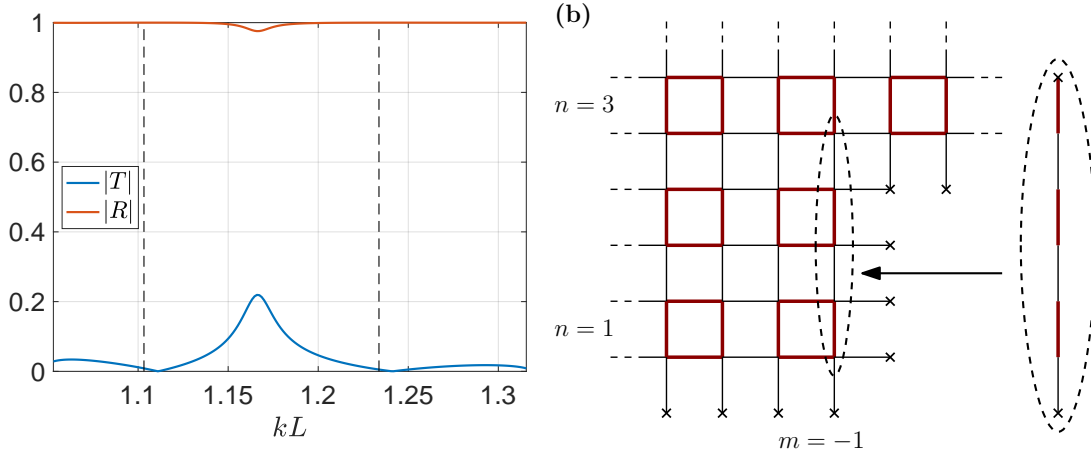 1
0.8
0.6
0.4
0.2
0
|T|
|R|
1.1
1.15
1.2
1.25
1.3
kL
(b)
n = 3
n = 1
m = −1